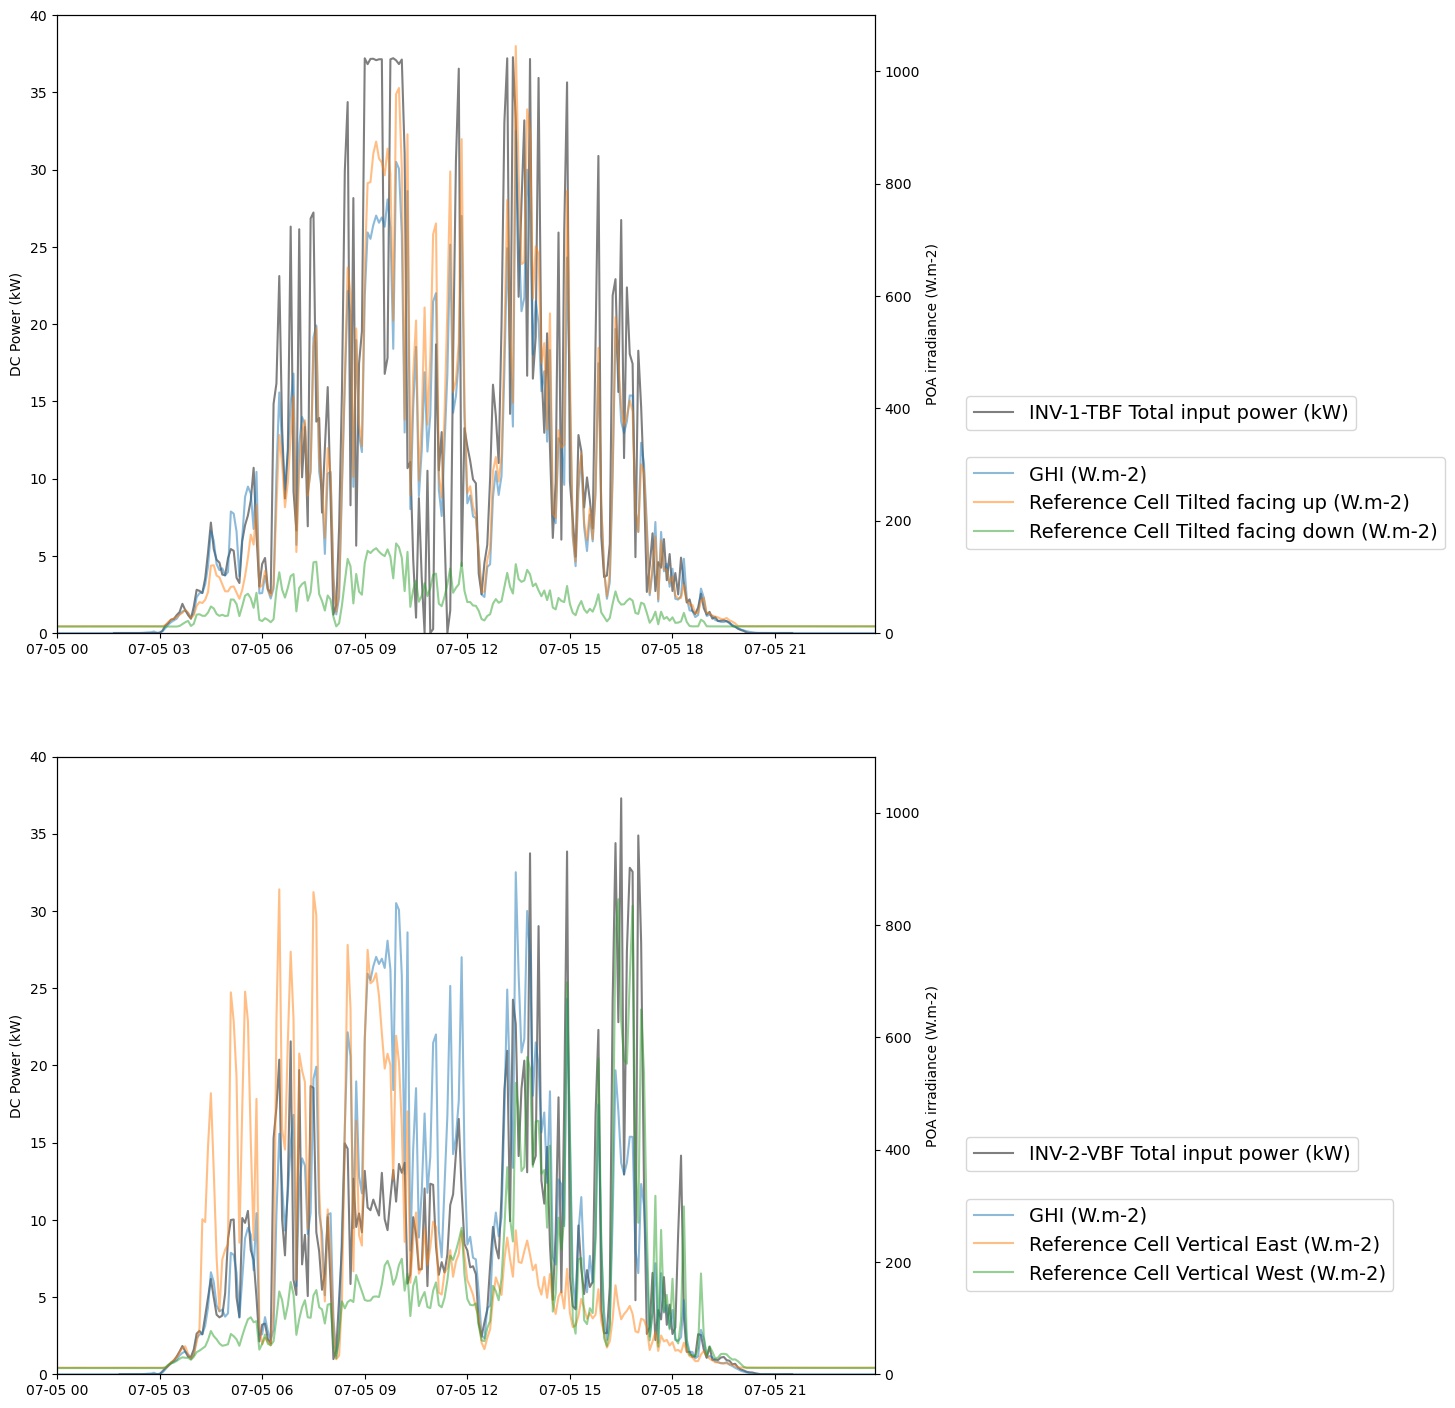 40
35
30
25
20
15
10
5
0
DC Power (kW)
1000
800
600
400
200
0
POA irradiance (W.m-2)
07-05 00 07-05 03 07-05 06 07-05 09 07-05 12 07-05 15 07-05 18 07-05 21
INV-1-TBF Total input power (kW)
GHI (W.m-2)
Reference Cell Tilted facing up (W.m-2)
Reference Cell Tilted facing down (W.m-2)
40
35
30
25
20
15
10
5
0
DC Power (kW)
1000
800
600
400
200
0
POA irradiance (W.m-2)
07-05 00 07-05 03 07-05 06 07-05 09 07-05 12 07-05 15 07-05 18 07-05 21
INV-2-VBF Total input power (kW)
GHI (W.m-2)
Reference Cell Vertical East (W.m-2)
Reference Cell Vertical West (W.m-2)